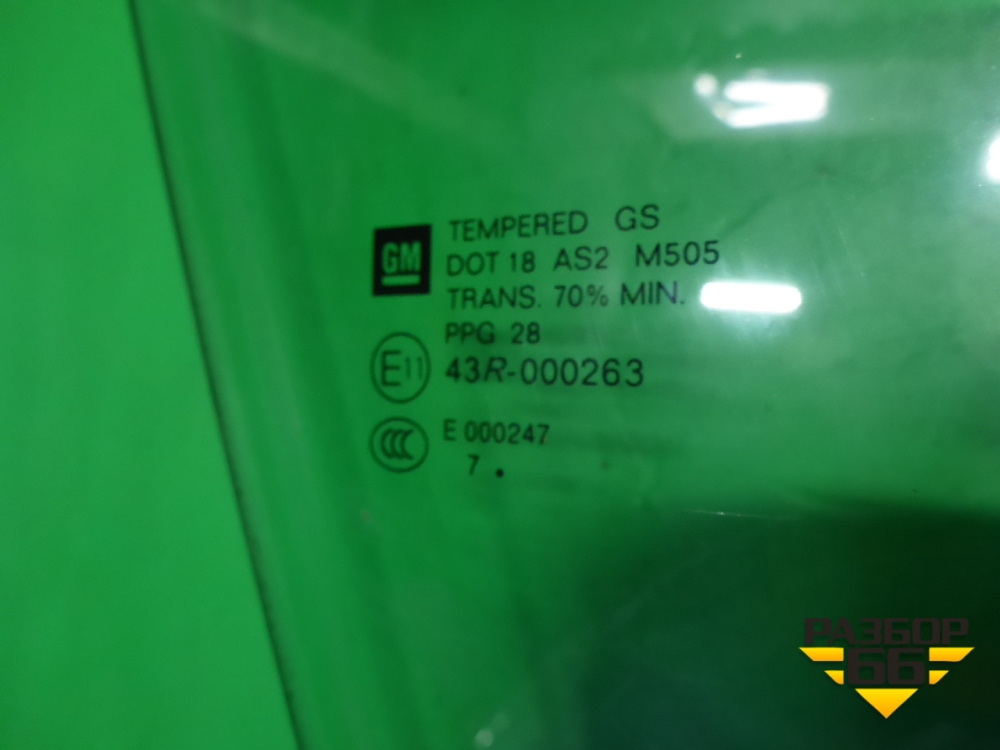 GM
TEMPERED GS
DOT 18 AS2 M505
TRANS. 70% MIN.
PPG 28
E11 43R-000263
CCC E 000247
7 .
РАЗБОР
66